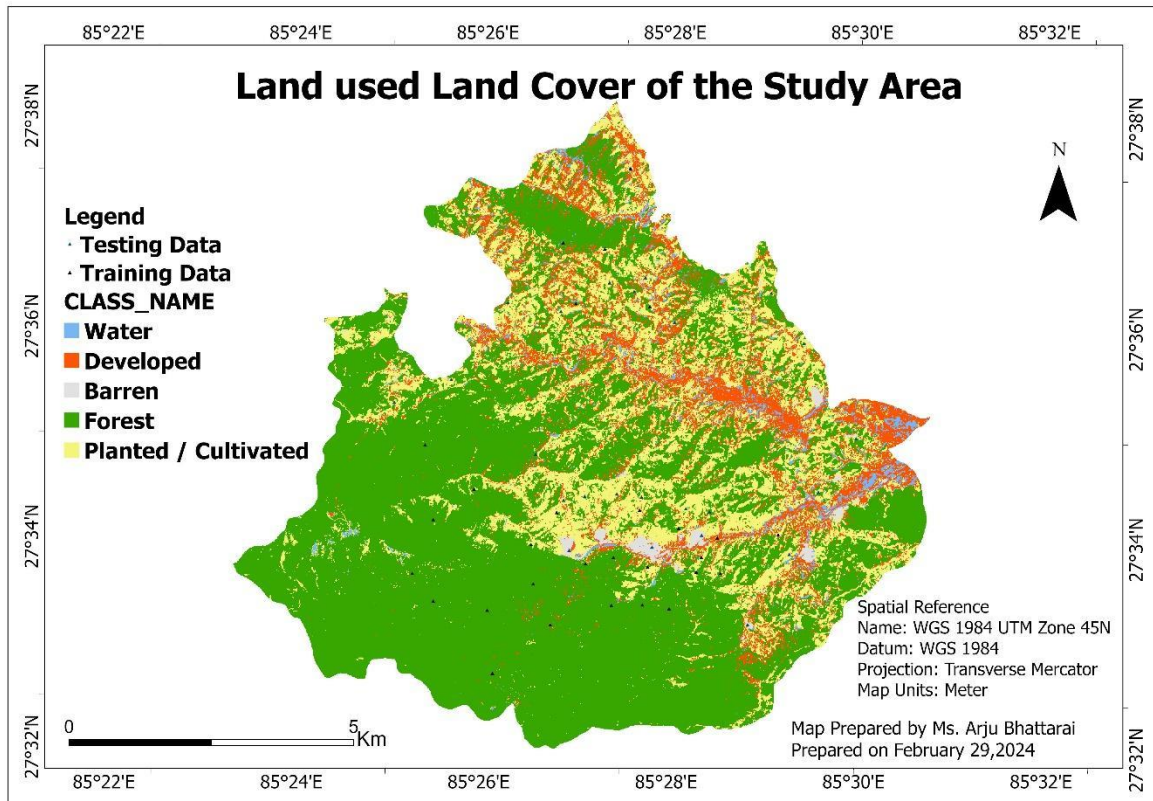 85°22'E 85°24'E 85°26'E 85°28'E 85°30'E 85°32'E
Land used Land Cover of the Study Area
27°38'N
27°38'N
N
Legend
Testing Data
Training Data
CLASS_NAME
Water
Developed
Barren
Forest
Planted / Cultivated
27°36'N
27°36'N
27°34'N
27°34'N
Spatial Reference
Name: WGS 1984 UTM Zone 45N
Datum: WGS 1984
Projection: Transverse Mercator
Map Units: Meter
0 5
Km
Map Prepared by Ms. Arju Bhattarai
Prepared on February 29,2024
27°32'N
27°32'N
85°22'E 85°24'E 85°26'E 85°28'E 85°30'E 85°32'E